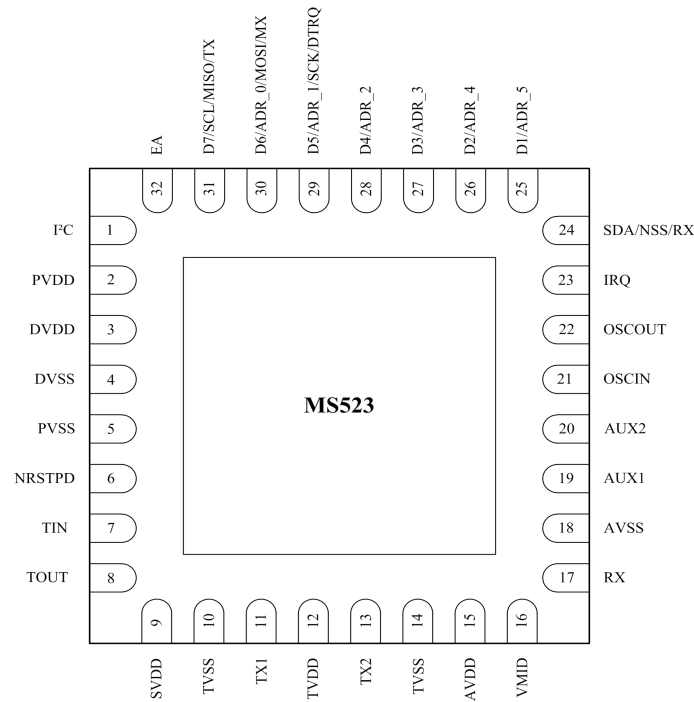 EA
D7/SCL/MISO/TX
D6/ADR_0/MOSI/MX
D5/ADR_1/SCK/DTRQ
D4/ADR_2
D3/ADR_3
D2/ADR_4
D1/ADR_5
32
31
30
29
28
27
26
25
I²C
1
24
SDA/NSS/RX
PVDD
2
23
IRQ
DVDD
3
22
OSCOUT
DVSS
4
21
OSCIN
MS523
PVSS
5
20
AUX2
NRSTPD
6
19
AUX1
TIN
7
18
AVSS
TOUT
8
17
RX
9
10
11
12
13
14
15
16
SVDD
TVSS
TX1
TVDD
TX2
TVSS
AVDD
VMID